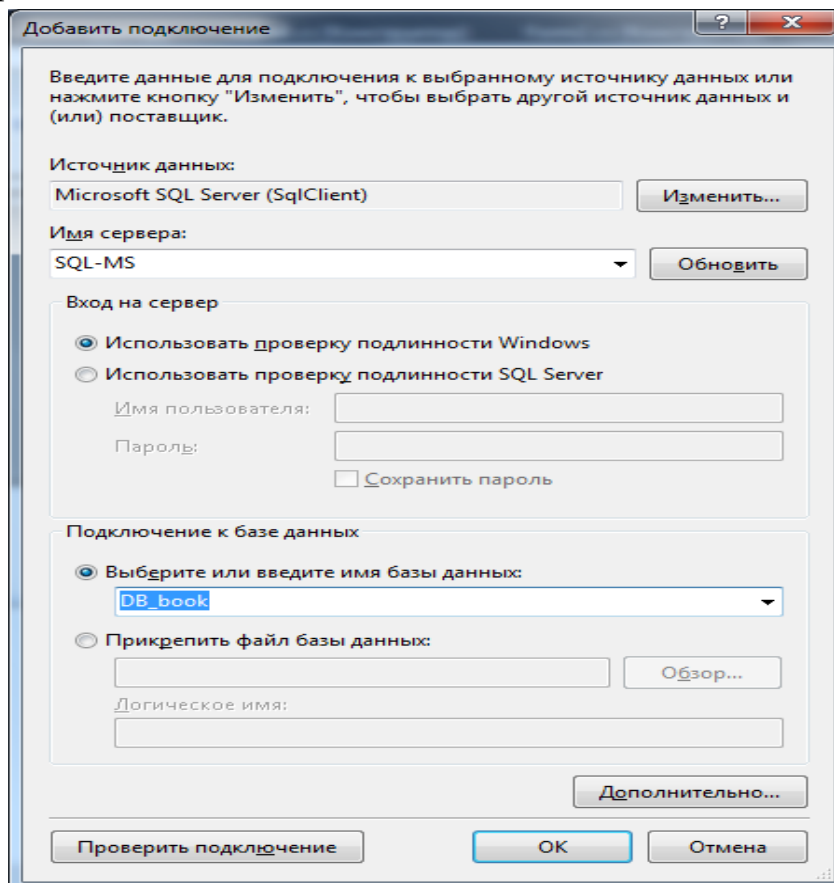 Добавить подключение
Введите данные для подключения к выбранному источнику данных или
нажмите кнопку "Изменить", чтобы выбрать другой источник данных и
(или) поставщик.
Источник данных:
Microsoft SQL Server (SqlClient)
Изменить...
Имя сервера:
SQL-MS
Обновить
Вход на сервер
Использовать проверку подлинности Windows
Использовать проверку подлинности SQL Server
Имя пользователя:
Пароль:
Сохранить пароль
Подключение к базе данных
Выберите или введите имя базы данных:
DB_book
Прикрепить файл базы данных:
Обзор...
Логическое имя:
Дополнительно...
Проверить подключение
ОК
Отмена